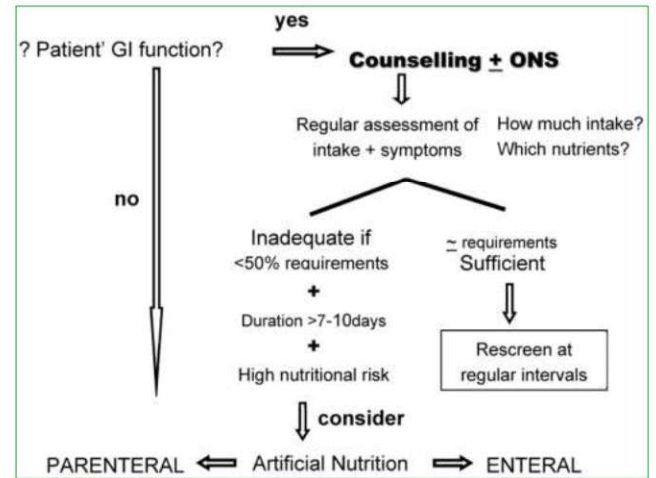 yes
? Patient' GI function?
Counselling + ONS
Regular assessment of
intake + symptoms
How much intake?
Which nutrients?
no
Inadequate if
<50% requirements
+
Duration >7-10days
+
High nutritional risk
~ requirements
Sufficient
Rescreen at
regular intervals
consider
PARENTERAL
Artificial Nutrition
ENTERAL